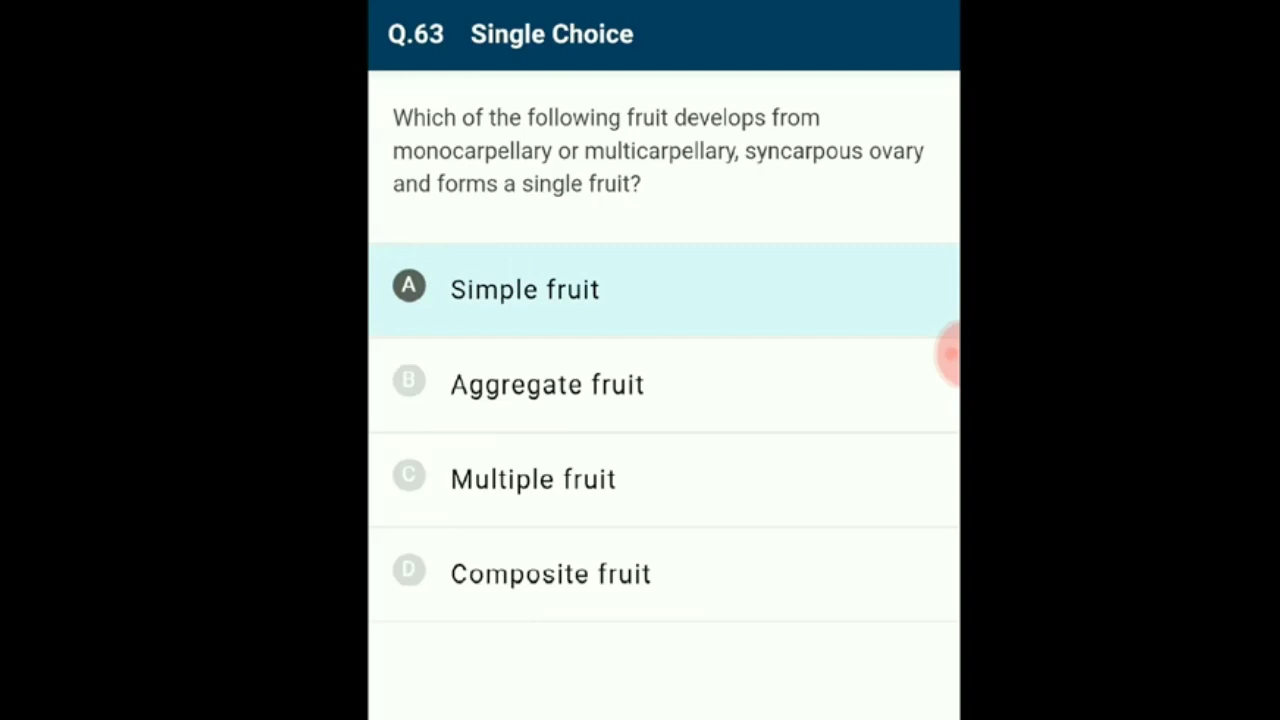 Q.63 Single Choice
Which of the following fruit develops from
monocarpellary or multicarpellary, syncarpous ovary
and forms a single fruit?
A Simple fruit
B Aggregate fruit
C Multiple fruit
D Composite fruit